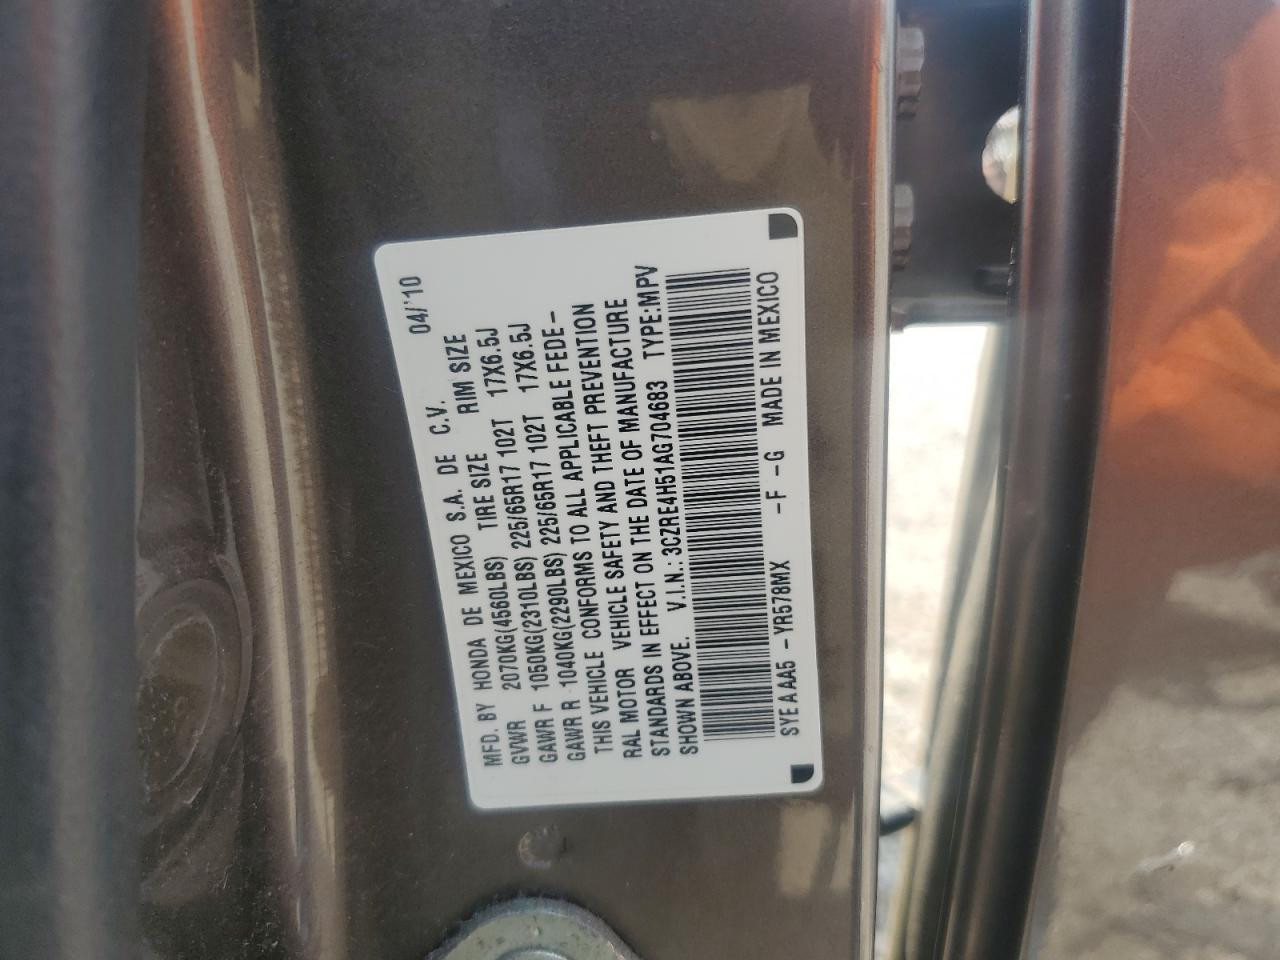 MFD. BY HONDA DE MEXICO S.A. DE C.V. 04/'10
GVWR 2070KG(4560LBS) TIRE SIZE RIM SIZE
GAWR F 1050KG(2310LBS) 225/65R17 102T 17X6.5J
GAWR R 1040KG(2290LBS) 225/65R17 102T 17X6.5J
THIS VEHICLE CONFORMS TO ALL APPLICABLE FEDE-
RAL MOTOR VEHICLE SAFETY AND THEFT PREVENTION
STANDARDS IN EFFECT ON THE DATE OF MANUFACTURE
SHOWN ABOVE. V.I.N.: 3CZRE4H51AG704683 TYPE:MPV
SYE A AA5 - YR578MX -F -G MADE IN MEXICO